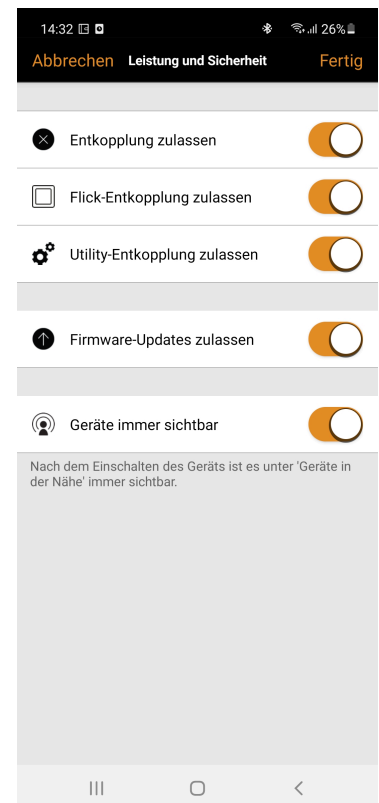 14:32 26%
Abbrechen Leistung und Sicherheit Fertig
Entkopplung zulassen
Flick-Entkopplung zulassen
Utility-Entkopplung zulassen
Firmware-Updates zulassen
Geräte immer sichtbar
Nach dem Einschalten des Geräts ist es unter 'Geräte in
der Nähe' immer sichtbar.